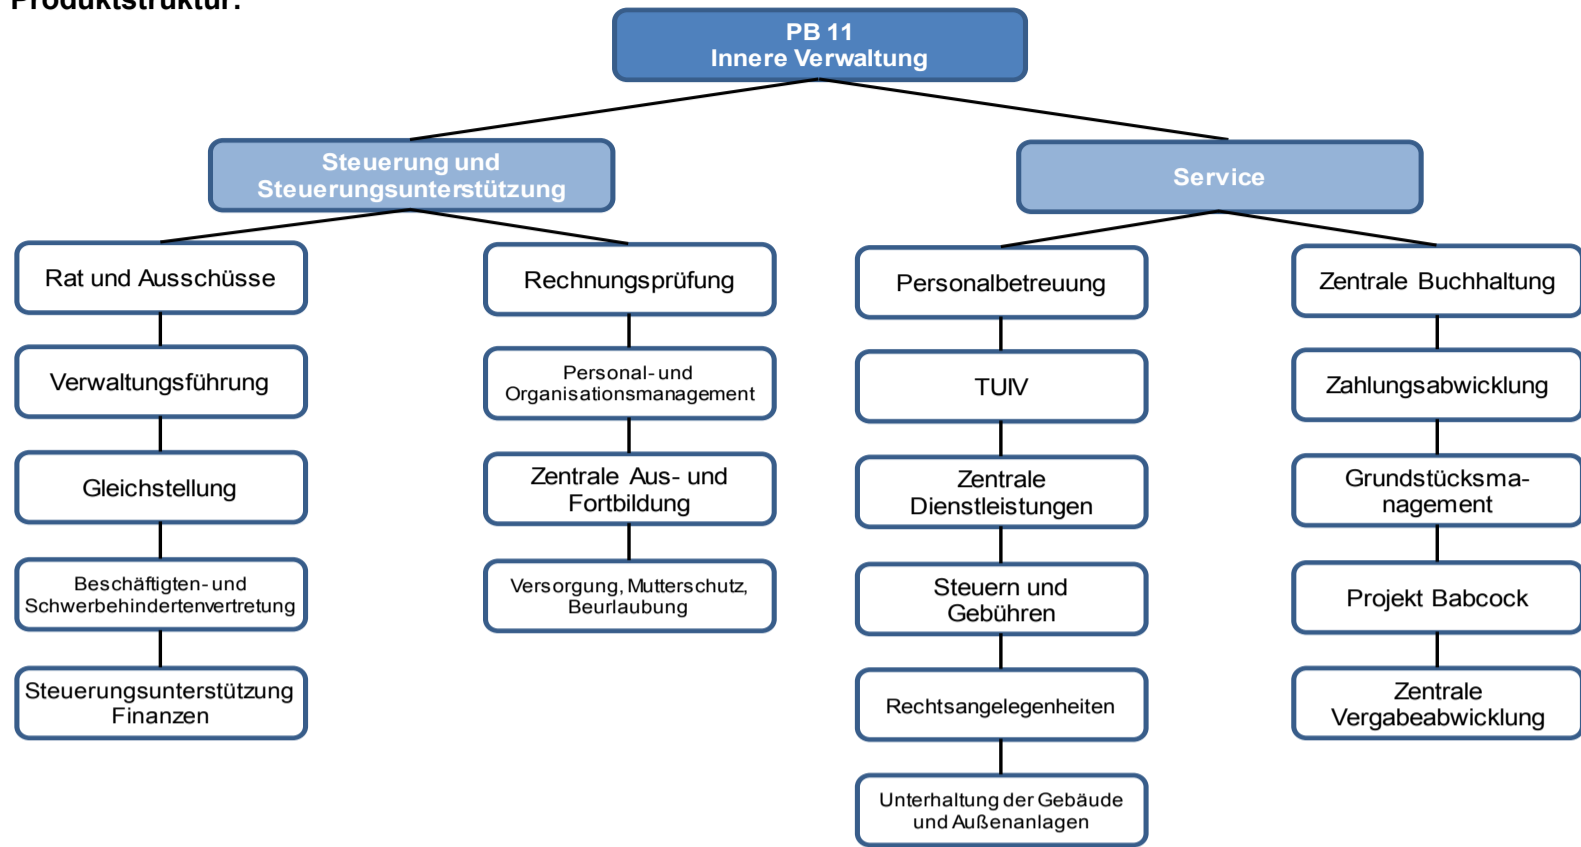 Produktstruktur:
PB 11
Innere Verwaltung
Steuerung und
Steuerungsunterstützung
Service
Rat und Ausschüsse
Verwaltungsführung
Gleichstellung
Beschäftigten- und
Schwerbehindertenvertretung
Steuerungsunterstützung
Finanzen
Rechnungsprüfung
Personal- und
Organisationsmanagement
Zentrale Aus- und
Fortbildung
Versorgung, Mutterschutz,
Beurlaubung
Personalbetreuung
TUIV
Zentrale
Dienstleistungen
Steuern und
Gebühren
Rechtsangelegenheiten
Unterhaltung der Gebäude
und Außenanlagen
Zentrale Buchhaltung
Zahlungsabwicklung
Grundstücksma-
nagement
Projekt Babcock
Zentrale
Vergabeabwicklung